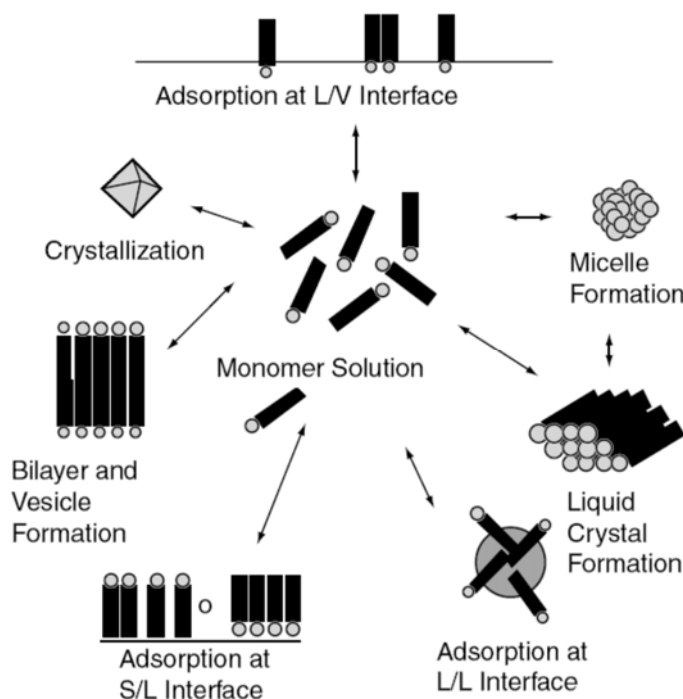 Adsorption at L/V Interface
Crystallization
Micelle
Formation
Monomer Solution
Bilayer and
Vesicle
Formation
Liquid
Crystal
Formation
o
Adsorption at
S/L Interface
Adsorption at
L/L Interface